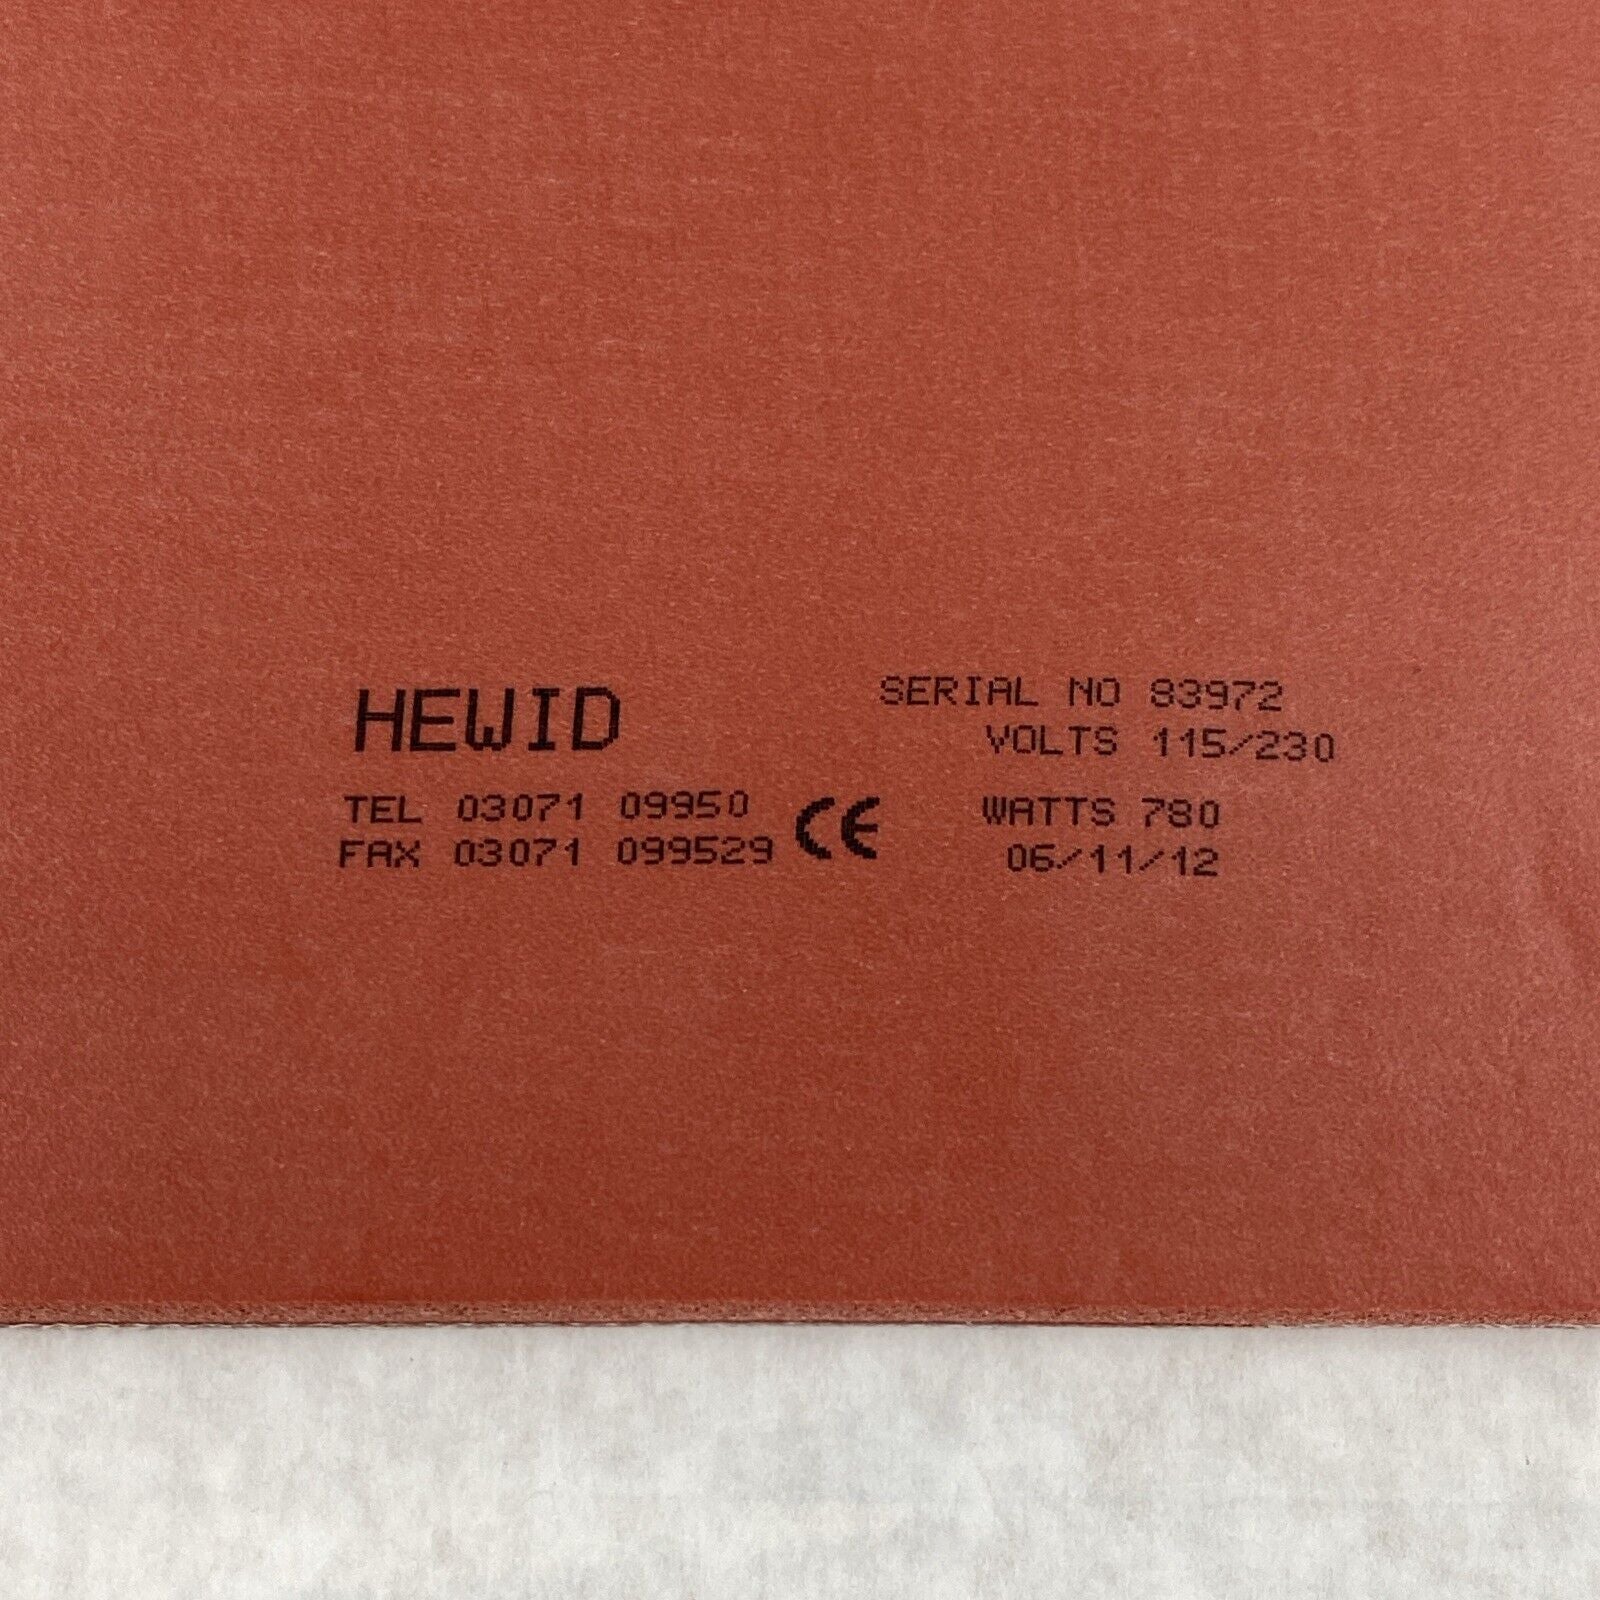 HEWID
TEL 03071 09950
FAX 03071 099529
CE
SERIAL NO 83972
VOLTS 115/230
WATTS 780
06/11/12